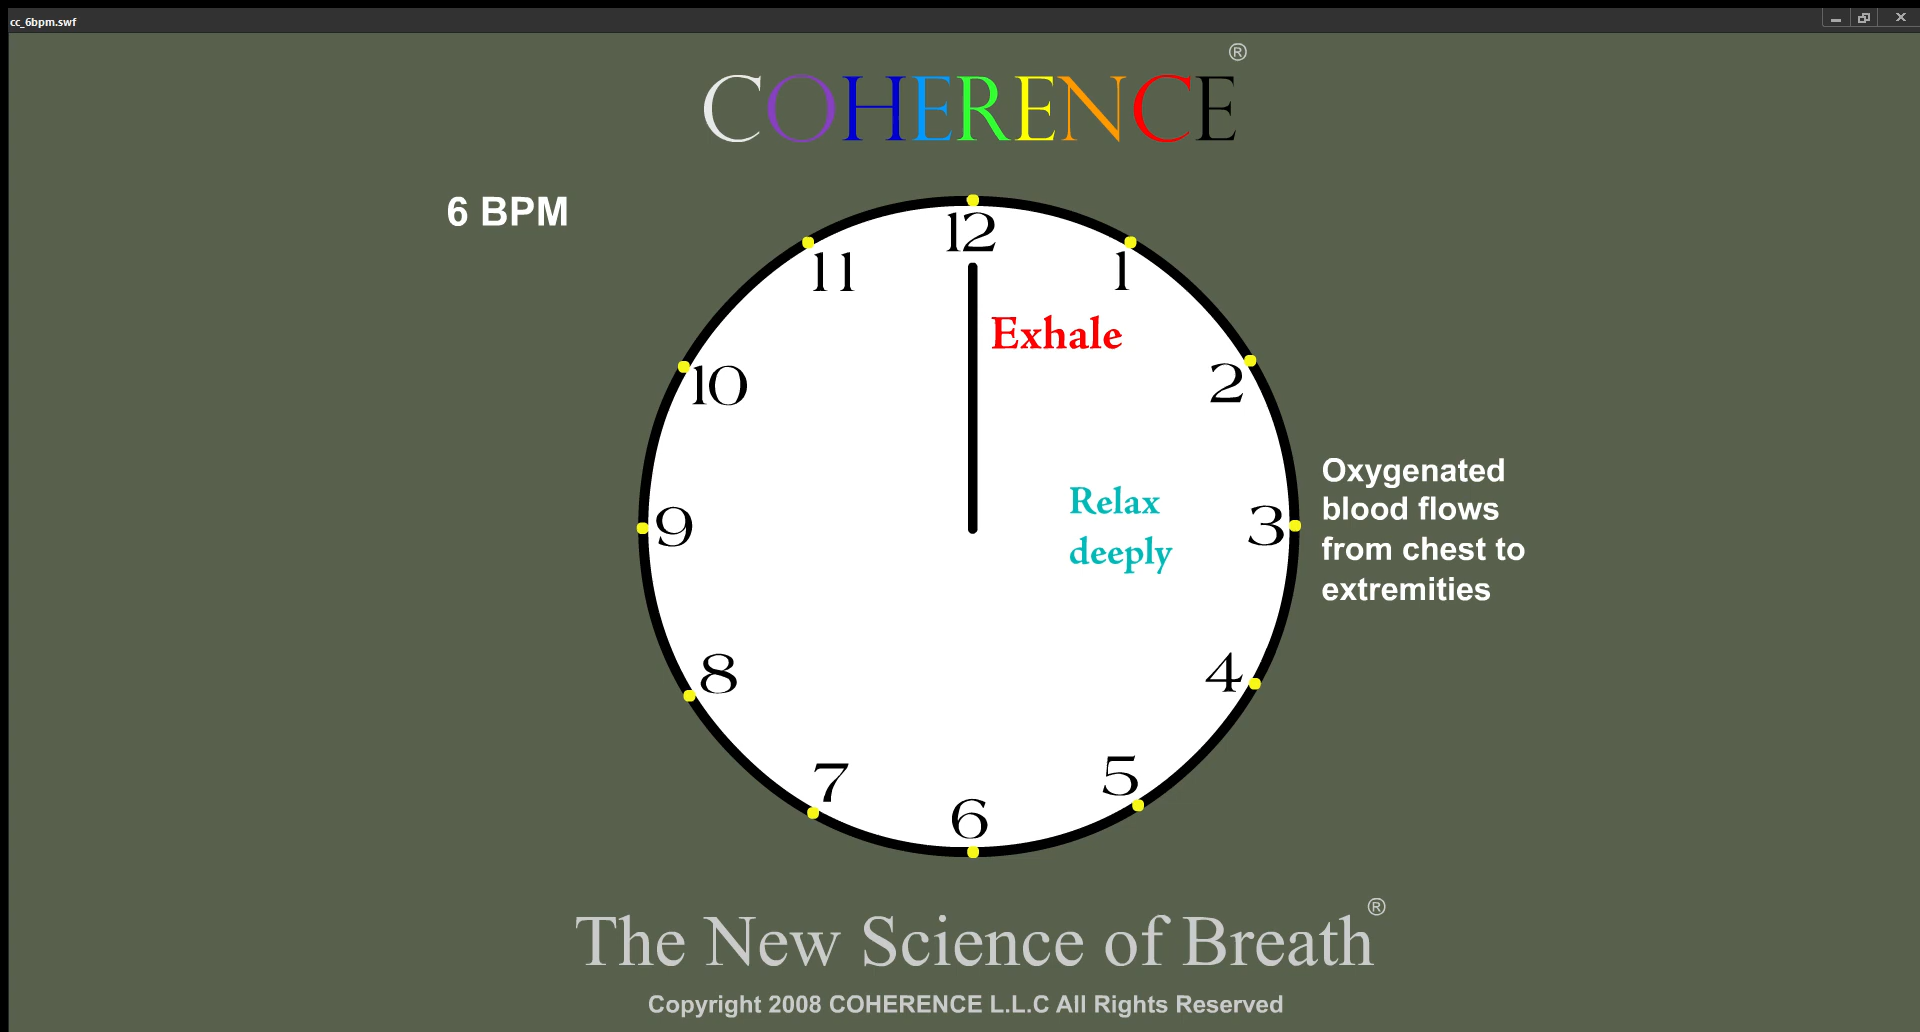 cc_6bpm.swf
COHERENCE®
6 BPM
12
11
1
Exhale
10
2
Relax
deeply
9
3
Oxygenated
blood flows
from chest to
extremities
8
4
7
5
6
The New Science of Breath®
Copyright 2008 COHERENCE L.L.C All Rights Reserved